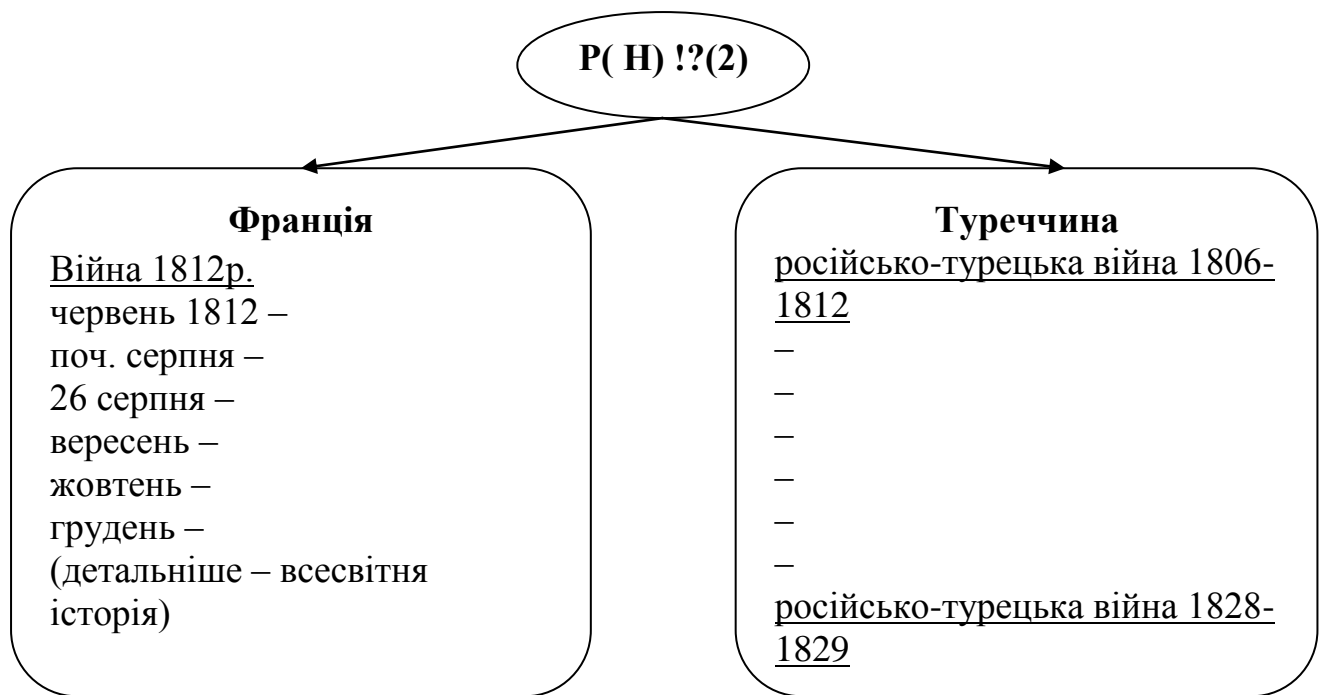 Р( Н) !?(2)
Франція
Війна 1812р.
червень 1812 –
поч. серпня –
26 серпня –
вересень –
жовтень –
грудень –
(детальніше – всесвітня
історія)
Туреччина
російсько-турецька війна 1806-
1812
–
–
–
–
–
–
російсько-турецька війна 1828-
1829